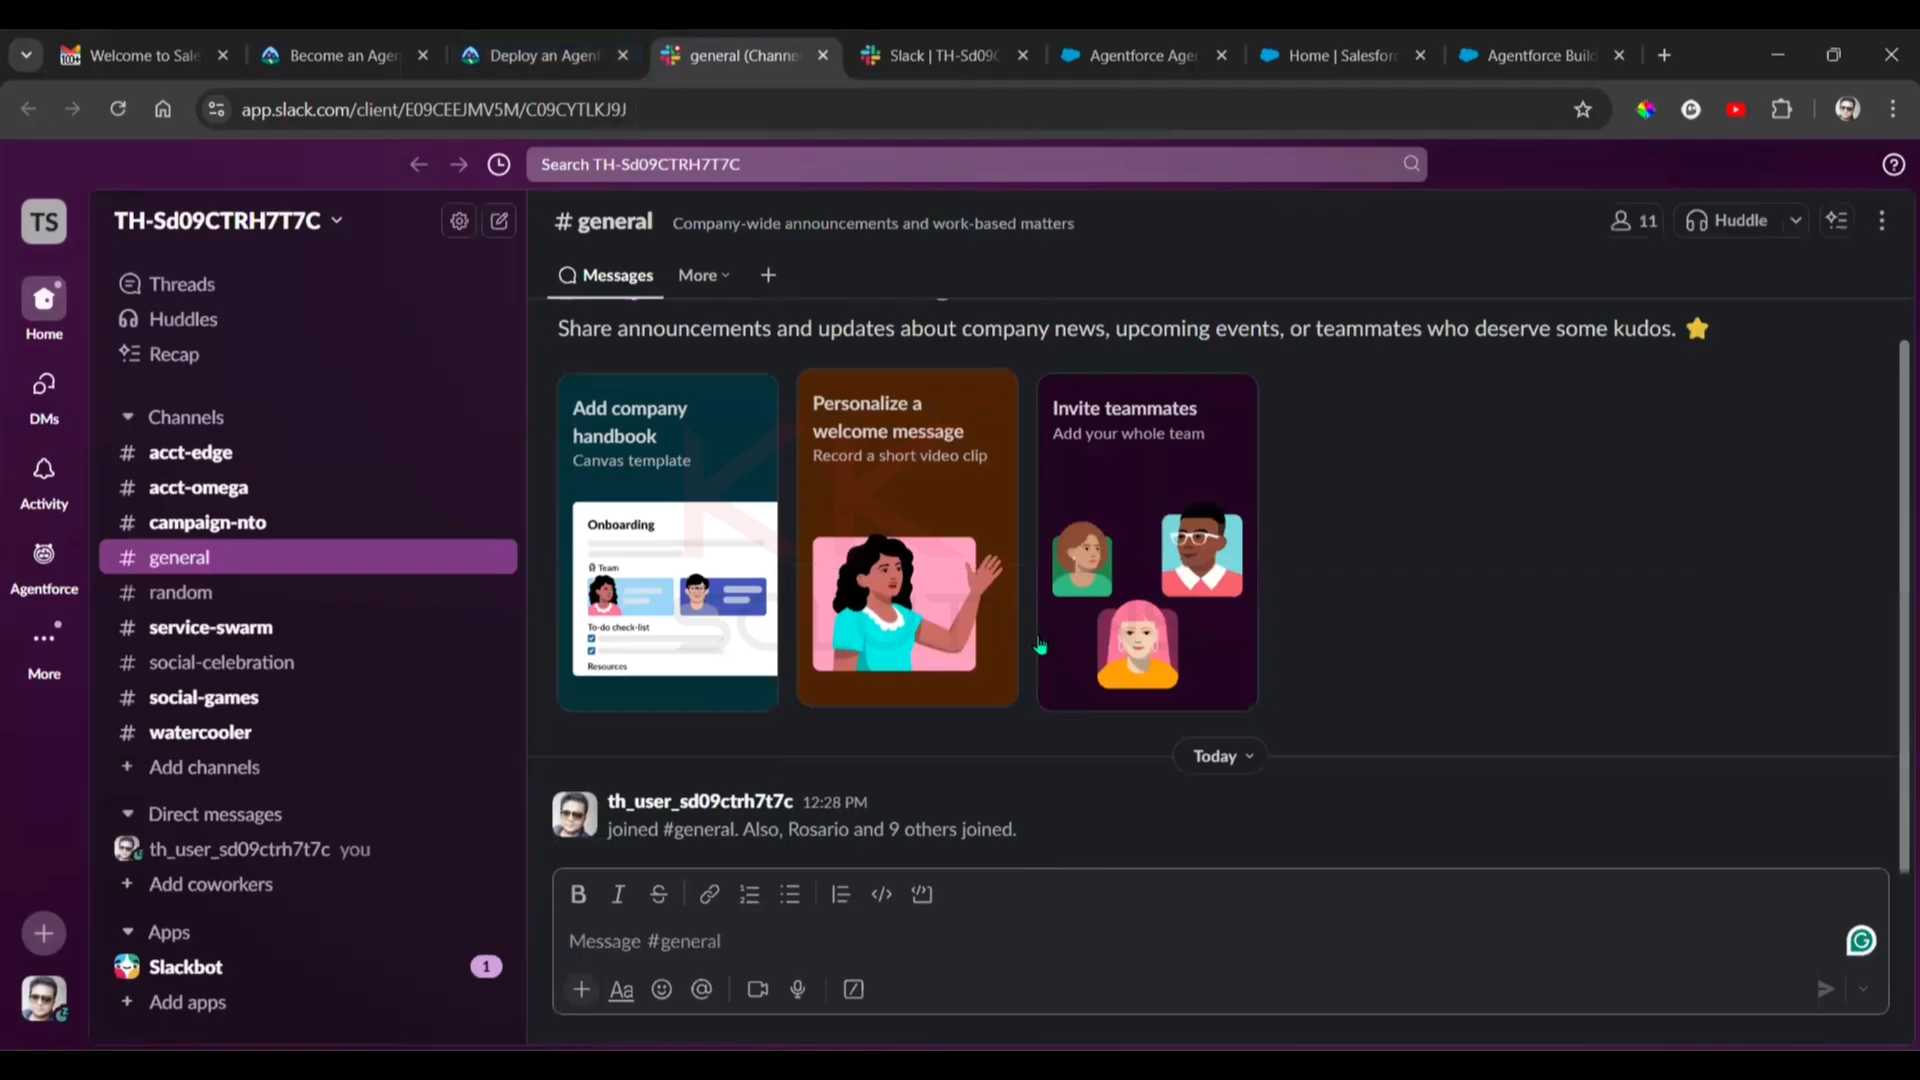 Welcome to Sale
Become an Agen
Deploy an Agent
general (Channe
Slack | TH-Sd09C
Agentforce Age
Home | Salesfor
Agentforce Build
app.slack.com/client/E09CEEJMV5M/C09CYTLKJ9J
Search TH-Sd09CTRH7T7C
TS
Home
DMs
Activity
Agentforce
More
TH-Sd09CTRH7T7C
Threads
Huddles
Recap
Channels
# acct-edge
# acct-omega
# campaign-nto
# general
# random
# service-swarm
# social-celebration
# social-games
# watercooler
+ Add channels
Direct messages
th_user_sd09ctrh7t7c you
+ Add coworkers
Apps
Slackbot 1
+ Add apps
# general Company-wide announcements and work-based matters
11
Huddle
Messages More +
Share announcements and updates about company news, upcoming events, or teammates who deserve some kudos.
Add company
handbook
Canvas template
Onboarding
Team
To-do check-list
Resources
Personalize a
welcome message
Record a short video clip
Invite teammates
Add your whole team
Today
th_user_sd09ctrh7t7c 12:28 PM
joined #general. Also, Rosario and 9 others joined.
Message #general
Aa